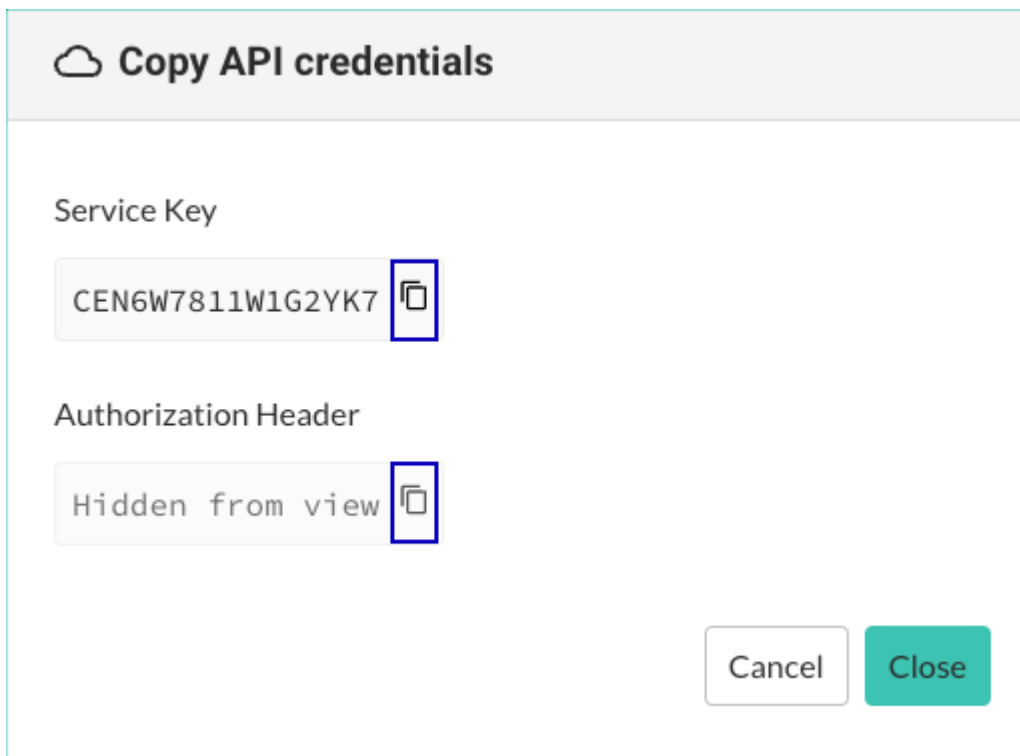 Copy API credentials
Service Key
CEN6W7811W1G2YK7
Authorization Header
Hidden from view
Cancel Close